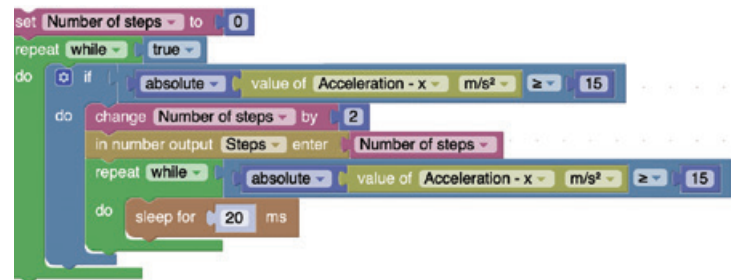 set Number of steps to 0
repeat while true
do if absolute value of Acceleration - x m/s² ≥ 15
do change Number of steps by 2
in number output Steps enter Number of steps
repeat while absolute value of Acceleration - x m/s² ≥ 15
do sleep for 20 ms